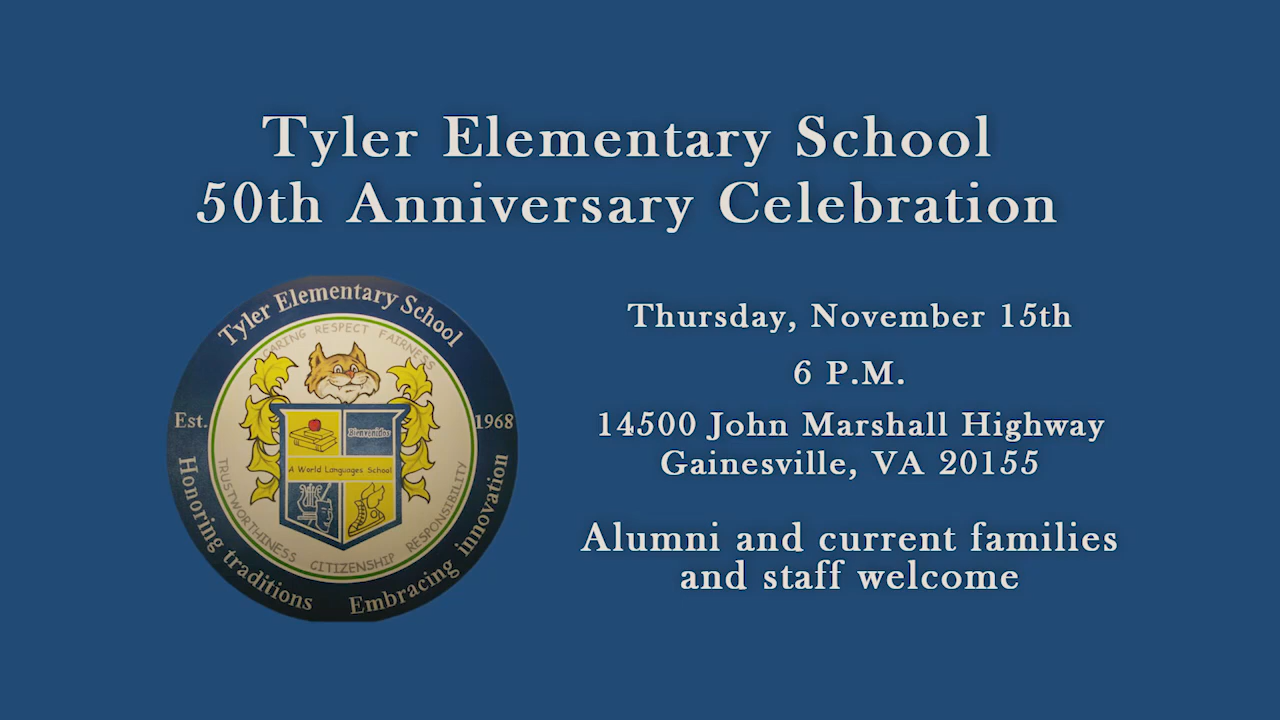 Tyler Elementary School
50th Anniversary Celebration
Tyler Elementary School
CARING RESPECT FAIRNESS
Est. 1968
Bienvenidos
A World Languages School
TRUSTWORTHINESS CITIZENSHIP RESPONSIBILITY
Honoring traditions Embracing innovation
Thursday, November 15th
6 P.M.
14500 John Marshall Highway
Gainesville, VA 20155
Alumni and current families
and staff welcome